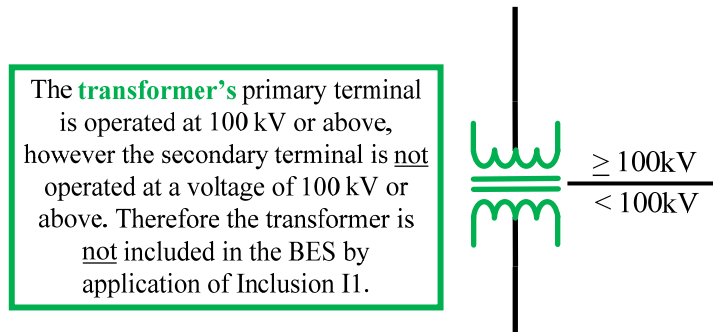 The transformer's primary terminal
is operated at 100 kV or above,
however the secondary terminal is not
operated at a voltage of 100 kV or
above. Therefore the transformer is
not included in the BES by
application of Inclusion I1.
≥ 100kV
< 100kV